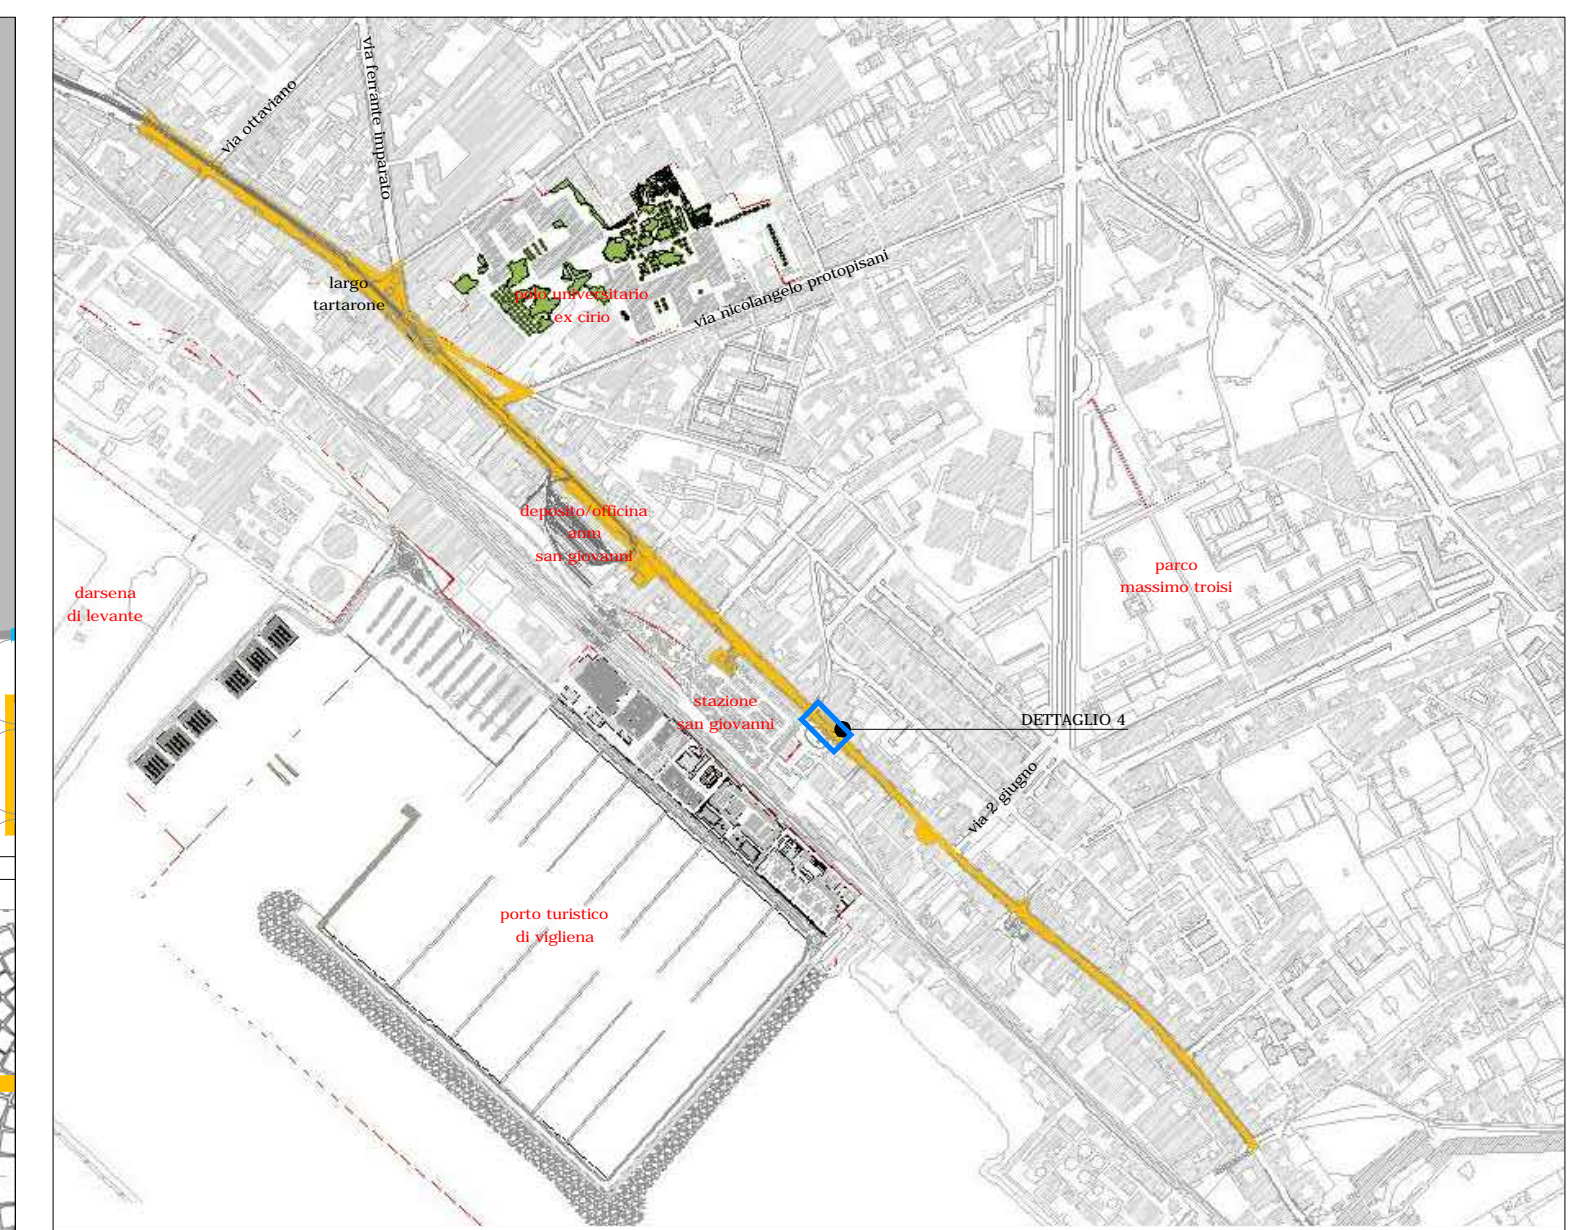 via ferrante imparato
via ottaviano
largo
tartarone
polo universitario
ex cirio
via nicolangelo protopisani
deposito/officina
anm
san giovanni
darsena
di levante
parco
massimo troisi
stazione
san giovanni
DETTAGLIO 4
via 2 giugno
porto turistico
di vigliena